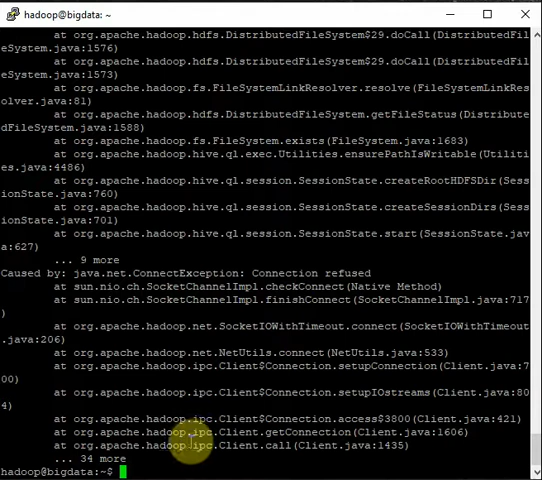 hadoop@bigdata: ~
at org.apache.hadoop.hdfs.DistributedFileSystem$29.doCall(DistributedFil
eSystem.java:1576)
at org.apache.hadoop.hdfs.DistributedFileSystem$29.doCall(DistributedFil
eSystem.java:1573)
at org.apache.hadoop.fs.FileSystemLinkResolver.resolve(FileSystemLinkRes
olver.java:81)
at org.apache.hadoop.hdfs.DistributedFileSystem.getFileStatus(Distribute
dFileSystem.java:1588)
at org.apache.hadoop.fs.FileSystem.exists(FileSystem.java:1683)
at org.apache.hadoop.hive.ql.exec.Utilities.ensurePathIsWritable(Utiliti
es.java:4486)
at org.apache.hadoop.hive.ql.session.SessionState.createRootHDFSDir(Sess
ionState.java:760)
at org.apache.hadoop.hive.ql.session.SessionState.createSessionDirs(Sess
ionState.java:701)
at org.apache.hadoop.hive.ql.session.SessionState.start(SessionState.jav
a:627)
... 9 more
Caused by: java.net.ConnectException: Connection refused
at sun.nio.ch.SocketChannelImpl.checkConnect(Native Method)
at sun.nio.ch.SocketChannelImpl.finishConnect(SocketChannelImpl.java:717
)
at org.apache.hadoop.net.SocketIOWithTimeout.connect(SocketIOWithTimeout
.java:206)
at org.apache.hadoop.net.NetUtils.connect(NetUtils.java:533)
at org.apache.hadoop.ipc.Client$Connection.setupConnection(Client.java:7
00)
at org.apache.hadoop.ipc.Client$Connection.setupIOstreams(Client.java:80
4)
at org.apache.hadoop.ipc.Client$Connection.access$3800(Client.java:421)
at org.apache.hadoop.ipc.Client.getConnection(Client.java:1606)
at org.apache.hadoop.ipc.Client.call(Client.java:1435)
... 34 more
hadoop@bigdata:~$